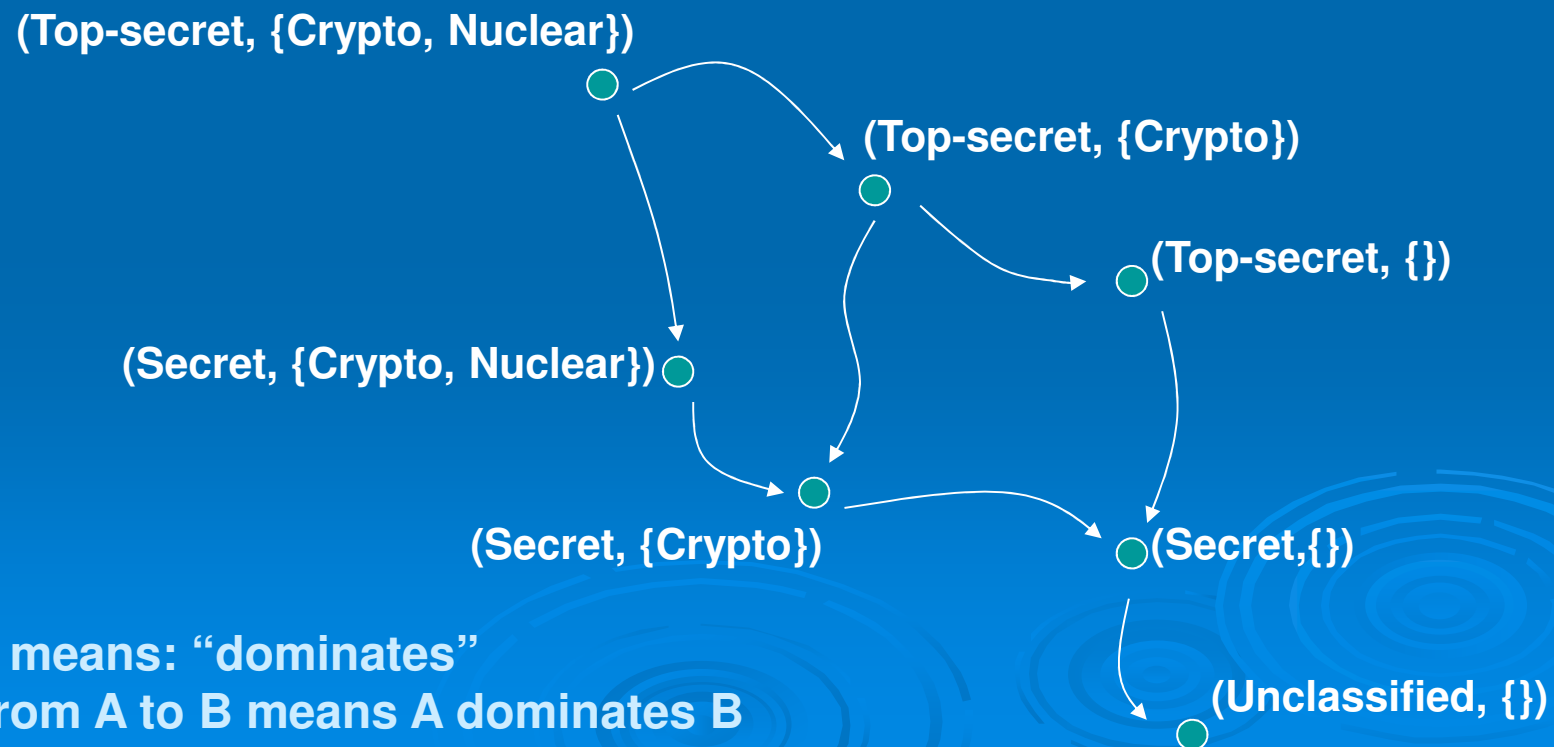 (Top-secret, {Crypto, Nuclear})
(Top-secret, {Crypto})
(Top-secret, {})
(Secret, {Crypto, Nuclear})
(Secret, {Crypto})
(Secret,{})
means: “dominates”
from A to B means A dominates B
(Unclassified, {})